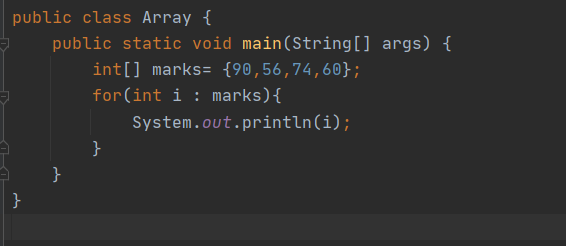 public class Array {
    public static void main(String[] args) {
        int[] marks= {90,56,74,60};
        for(int i : marks){
            System.out.println(i);
        }
    }
}